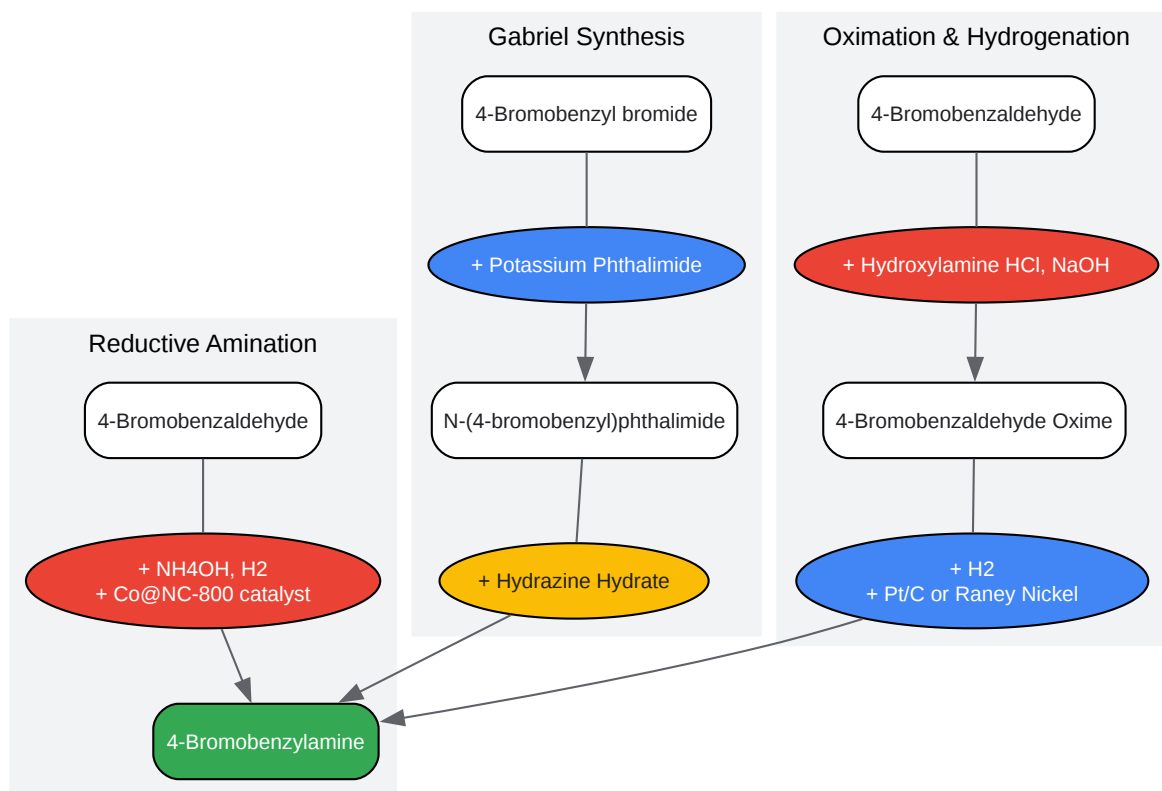 Gabriel Synthesis
4-Bromobenzyl bromide
+ Potassium Phthalimide
N-(4-bromobenzyl)phthalimide
+ Hydrazine Hydrate
Oximation & Hydrogenation
4-Bromobenzaldehyde
+ Hydroxylamine HCl, NaOH
4-Bromobenzaldehyde Oxime
+ H2
+ Pt/C or Raney Nickel
Reductive Amination
4-Bromobenzaldehyde
+ NH4OH, H2
+ Co@NC-800 catalyst
4-Bromobenzylamine